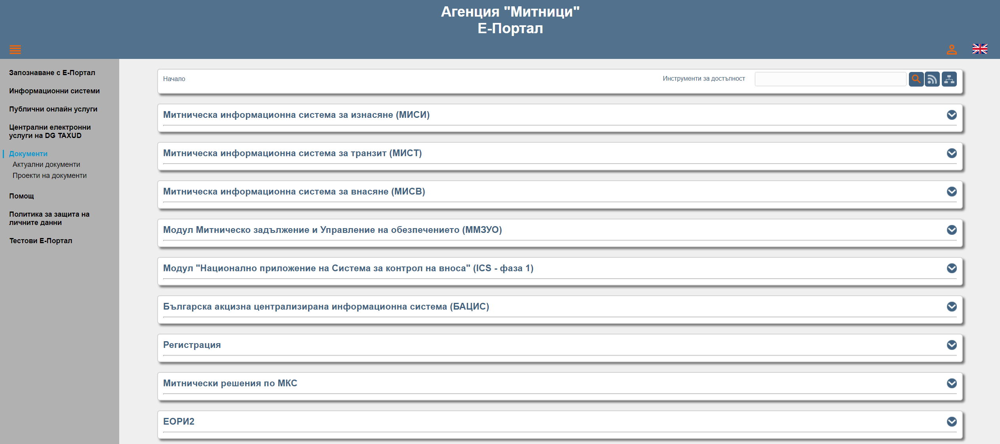 Агенция "Митници"
Е-Портал
Запознаване с Е-Портал
Информационни системи
Публични онлайн услуги
Централни електронни
услуги на DG TAXUD
Документи
Актуални документи
Проекти на документи
Помощ
Политика за защита на
личните данни
Тестови Е-Портал
Начало
Инструменти за достъпност
Митническа информационна система за изнасяне (МИСИ)
Митническа информационна система за транзит (МИСТ)
Митническа информационна система за внасяне (МИСВ)
Модул Митническо задължение и Управление на обезпечението (ММЗУО)
Модул "Национално приложение на Система за контрол на вноса" (ICS - фаза 1)
Българска акцизна централизирана информационна система (БАЦИС)
Регистрация
Митнически решения по МКС
ЕОРИ2